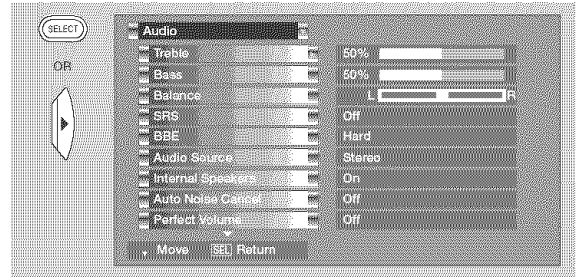 SELECT
OR
Audio
Treble 50%
Bass 50%
Balance L R
SRS Off
BBE Hard
Audio Source Stereo
Internal Speakers On
Auto Noise Cancel Off
Perfect Volume Off
Move SEL Return